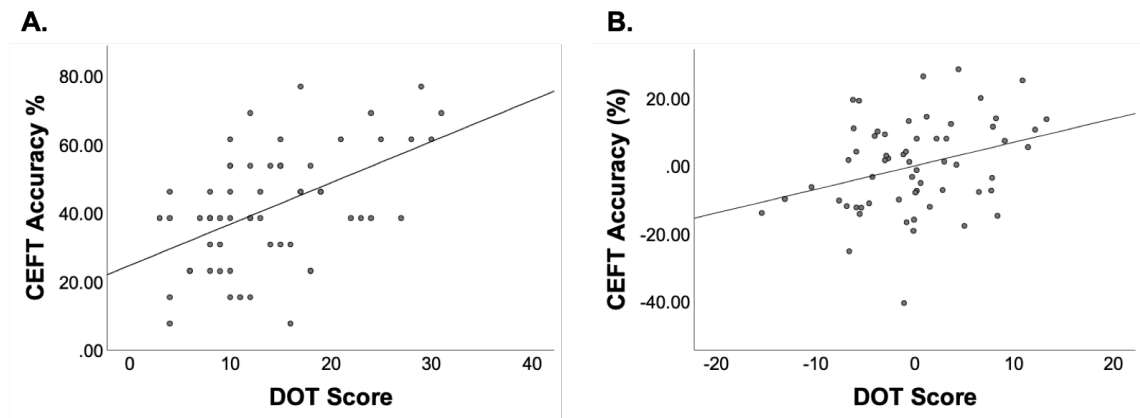 A.
80.00
60.00
40.00
20.00
.00
CEFT Accuracy %
0 10 20 30 40
DOT Score
B.
20.00
.00
-20.00
-40.00
CEFT Accuracy (%)
-20 -10 0 10 20
DOT Score